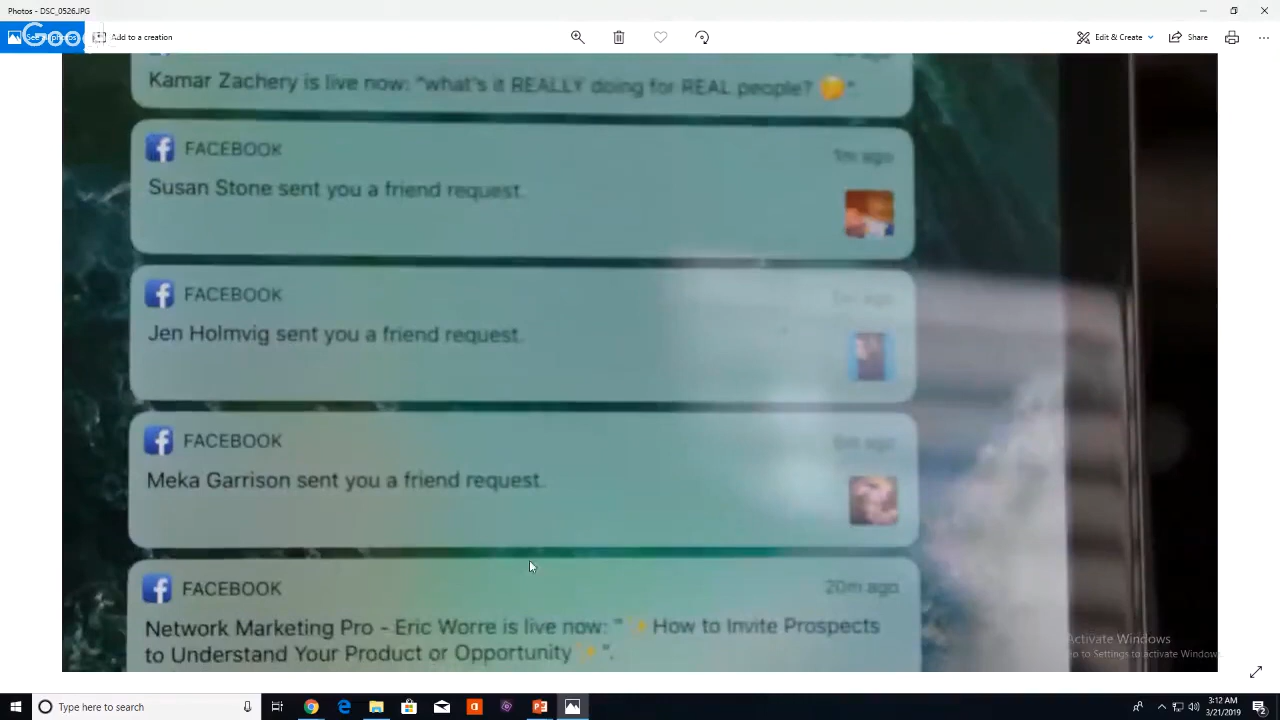 Photos - DSC_0526.JPG
Add to a creation
Edit & Create
Share
Kamar Zachery is live now: "what's it REALLY doing for REAL people? 😊".
FACEBOOK
1m ago
Susan Stone sent you a friend request.
FACEBOOK
Jen Holmvig sent you a friend request.
FACEBOOK
Meka Garrison sent you a friend request.
FACEBOOK
20m ago
Network Marketing Pro - Eric Worre is live now: "✨How to Invite Prospects
to Understand Your Product or Opportunity✨".
Activate Windows
Go to Settings to activate Windows.
Type here to search
3:12 AM
3/21/2019
2